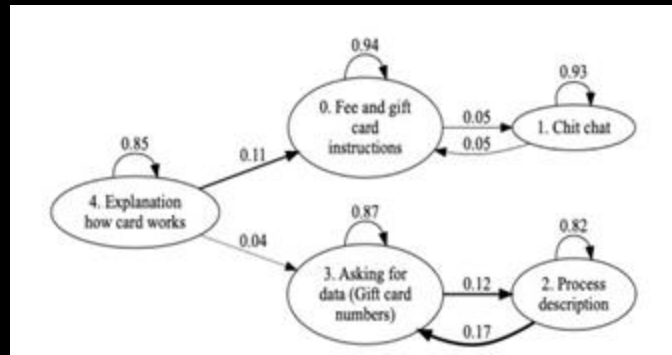 0.94
0. Fee and gift
card
instructions
0.93
0.05
1. Chit chat
0.05
0.85
0.11
4. Explanation
how card works
0.04
0.87
3. Asking for
data (Gift card
numbers)
0.82
0.12
2. Process
description
0.17